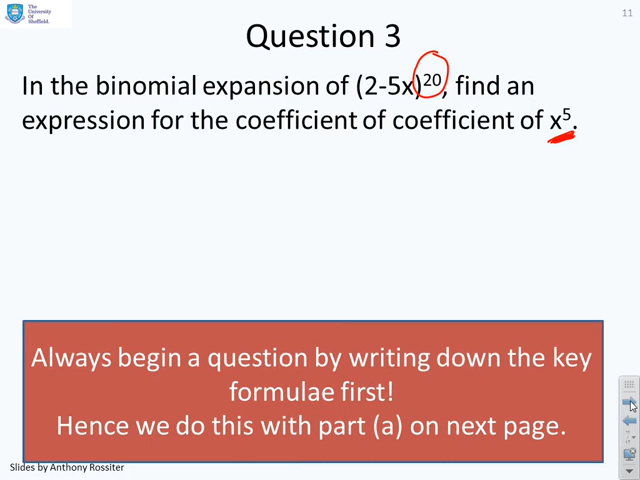 The
University
Of
Sheffield.
11
Question 3
In the binomial expansion of (2-5x)²⁰, find an
expression for the coefficient of coefficient of x⁵.
Always begin a question by writing down the key
formulae first!
Hence we do this with part (a) on next page.
Slides by Anthony Rossiter